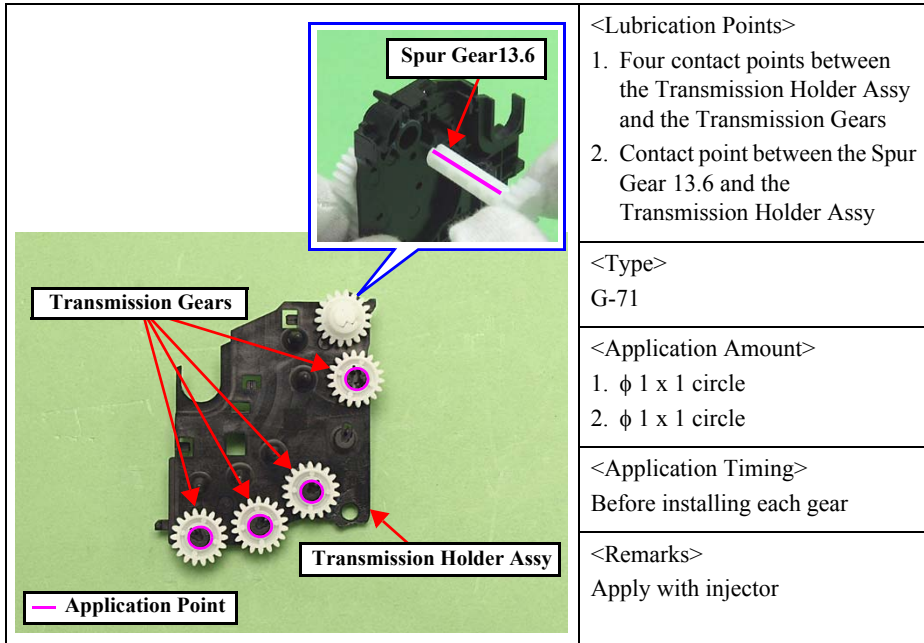 Spur Gear13.6
Transmission Gears
Transmission Holder Assy
Application Point
<Lubrication Points>
1. Four contact points between
the Transmission Holder Assy
and the Transmission Gears
2. Contact point between the Spur
Gear 13.6 and the
Transmission Holder Assy
<Type>
G-71
<Application Amount>
1. ϕ 1 x 1 circle
2. ϕ 1 x 1 circle
<Application Timing>
Before installing each gear
<Remarks>
Apply with injector